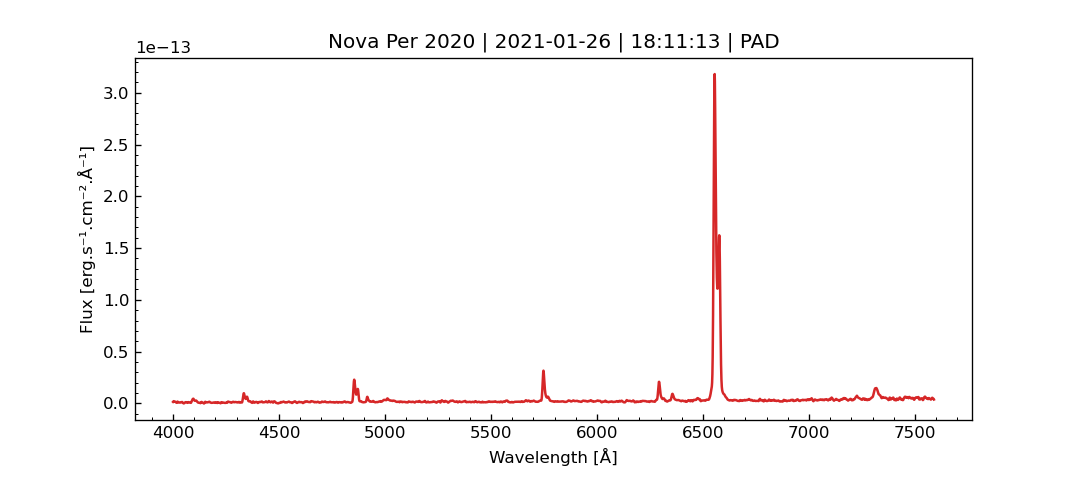 Nova Per 2020 | 2021-01-26 | 18:11:13 | PAD
1e−13
3.0
2.5
2.0
1.5
1.0
0.5
0.0
Flux [erg.s⁻¹.cm⁻².Å⁻¹]
4000 4500 5000 5500 6000 6500 7000 7500
Wavelength [Å]